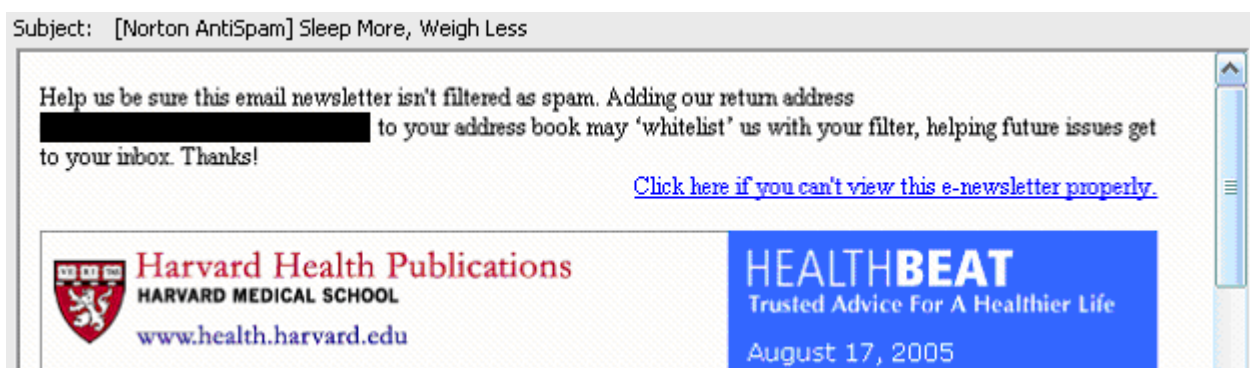 Subject: [Norton AntiSpam] Sleep More, Weigh Less
Help us be sure this email newsletter isn't filtered as spam. Adding our return address
to your address book may ‘whitelist’ us with your filter, helping future issues get
to your inbox. Thanks!
Click here if you can't view this e-newsletter properly.
VE RI TAS
Harvard Health Publications
HARVARD MEDICAL SCHOOL
www.health.harvard.edu
HEALTHBEAT
Trusted Advice For A Healthier Life
August 17, 2005